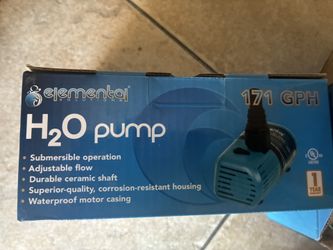 elemental
171 GPH
H2O pump
• Submersible operation
• Adjustable flow
• Durable ceramic shaft
• Superior-quality, corrosion-resistant housing
• Waterproof motor casing
UL
1
YEAR